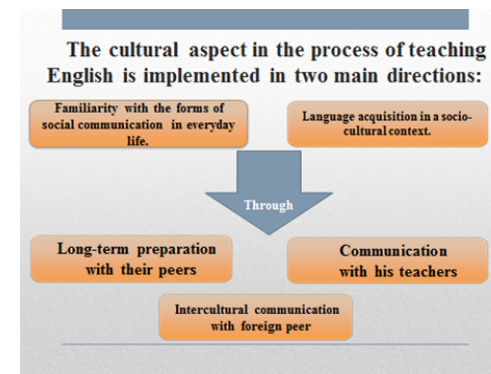 The cultural aspect in the process of teaching
English is implemented in two main directions:
Familiarity with the forms of
social communication in everyday
life.
Language acquisition in a socio-
cultural context.
Through
Long-term preparation
with their peers
Communication
with his teachers
Intercultural communication
with foreign peer